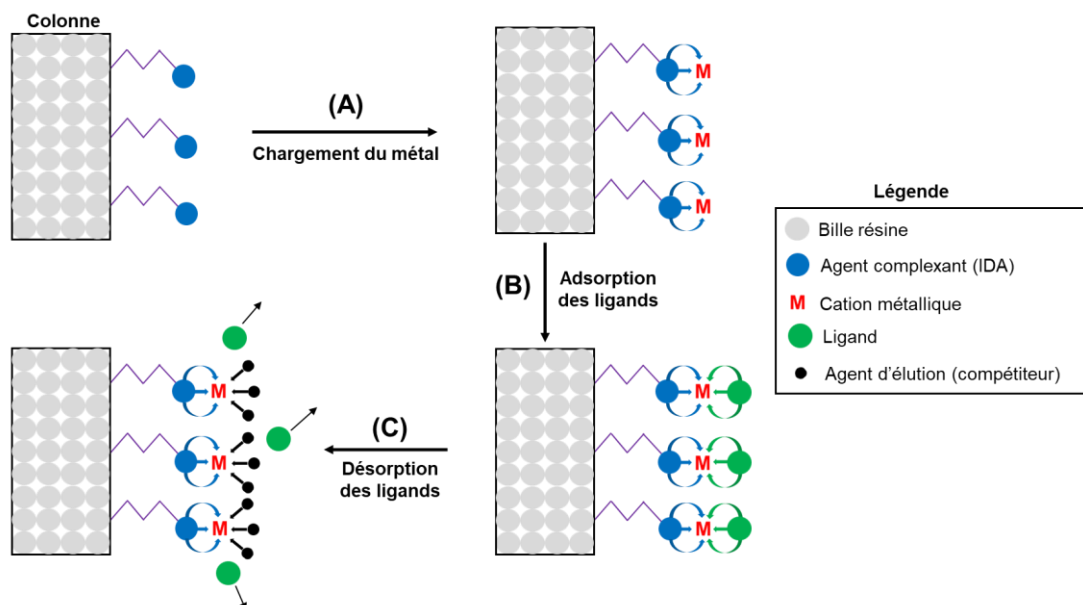 Colonne
(A)
Chargement du métal
M
M
M
Légende
Bille résine
Agent complexant (IDA)
M Cation métallique
Ligand
Agent d'élution (compétiteur)
(B)
Adsorption
des ligands
M
M
M
(C)
Désorption
des ligands
M
M
M